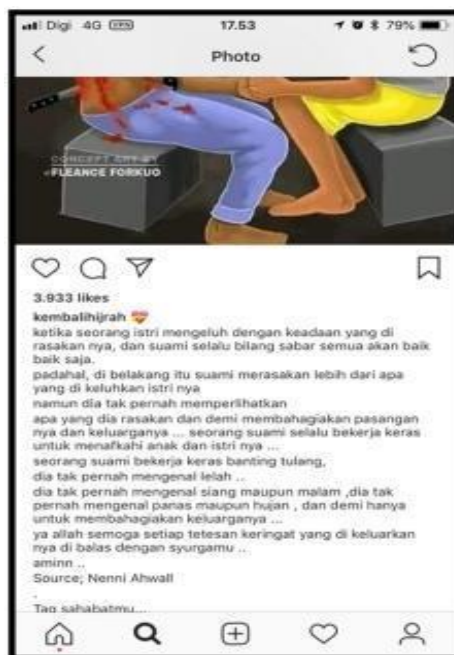 Digi 4G VPN 17.53 79%
Photo
CONCEPT ART BY
FLEANCE FORKUO
3.933 likes
kembalihijrah
ketika seorang istri mengeluh dengan keadaan yang di
rasakan nya, dan suami selalu bilang sabar semua akan baik
baik saja.
padahal, di belakang itu suami merasakan lebih dari apa
yang di keluhkan istri nya
namun dia tak pernah memperlihatkan
apa yang dia rasakan dan demi membahagiakan pasangan
nya dan keluarganya ... seorang suami selalu bekerja keras
untuk menafkahi anak dan istri nya ...
seorang suami bekerja keras banting tulang,
dia tak pernah mengenal lelah ..
dia tak pernah mengenal siang maupun malam ,dia tak
pernah mengenal panas maupun hujan , dan demi hanya
untuk membahagiakan keluarganya ...
ya allah semoga setiap tetesan keringat yang di keluarkan
nya di balas dengan syurgamu ..
aminn ..
Source; Nenni Ahwall
.
Tag sahabatmu...